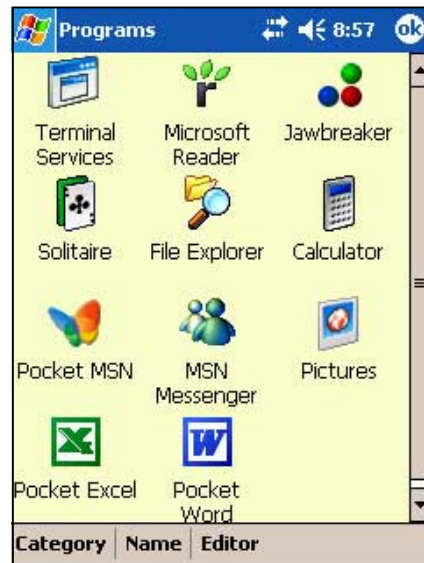 Programs 8:57 ok
Terminal Services
Microsoft Reader
Jawbreaker
Solitaire
File Explorer
Calculator
Pocket MSN
MSN Messenger
Pictures
Pocket Excel
Pocket Word
Category Name Editor